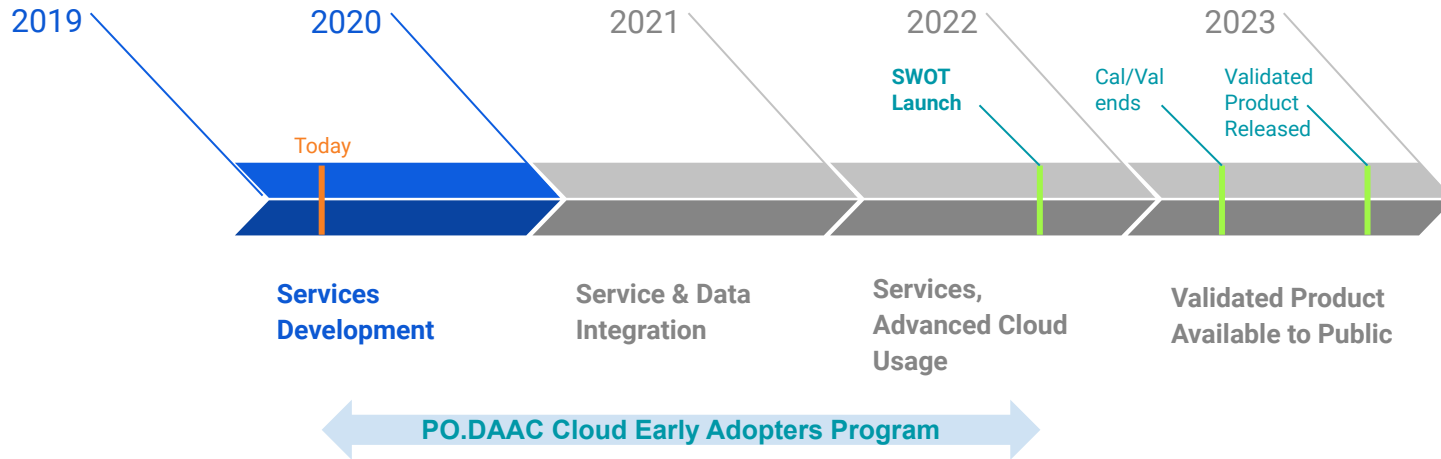 2019
2020
2021
2022
2023
SWOT
Launch
Cal/Val
ends
Validated
Product
Released
Today
Services
Development
Service & Data
Integration
Services,
Advanced Cloud
Usage
Validated Product
Available to Public
PO.DAAC Cloud Early Adopters Program